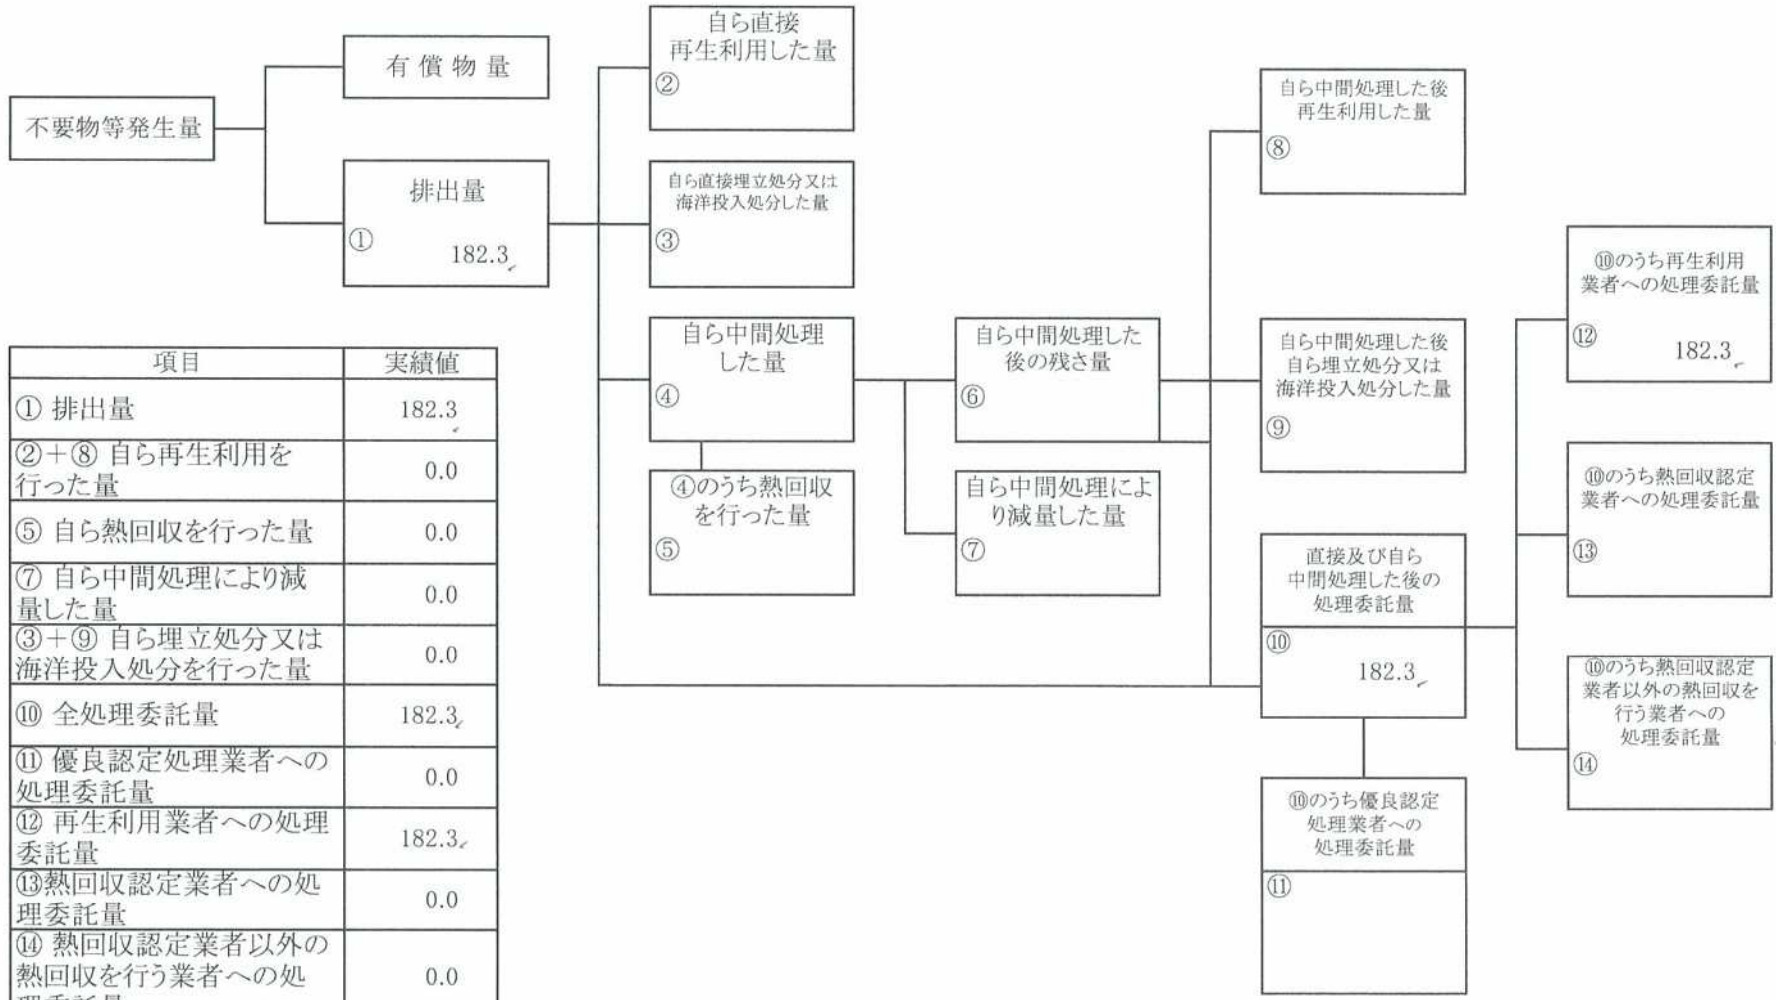 不要物等発生量
有償物量
排出量
①
182.3
自ら直接
再生利用した量
②
自ら直接埋立処分又は
海洋投入処分した量
③
自ら中間処理
した量
④
④のうち熱回収
を行った量
⑤
自ら中間処理した
後の残さ量
⑥
自ら中間処理によ
り減量した量
⑦
自ら中間処理した後
再生利用した量
⑧
自ら中間処理した後
自ら埋立処分又は
海洋投入処分した量
⑨
直接及び自ら
中間処理した後の
処理委託量
⑩
182.3
⑩のうち優良認定
処理業者への
処理委託量
⑪
⑩のうち再生利用
業者への処理委託量
⑫
182.3
⑩のうち熱回収認定
業者への処理委託量
⑬
⑩のうち熱回収認定
業者以外の熱回収を
行う業者への
処理委託量
⑭
項目 実績値
① 排出量 182.3
②+⑧ 自ら再生利用を
行った量 0.0
⑤ 自ら熱回収を行った量 0.0
⑦ 自ら中間処理により減
量した量 0.0
③+⑨ 自ら埋立処分又は
海洋投入処分を行った量 0.0
⑩ 全処理委託量 182.3
⑪ 優良認定処理業者への
処理委託量 0.0
⑫ 再生利用業者への処理
委託量 182.3
⑬熱回収認定業者への処
理委託量 0.0
⑭ 熱回収認定業者以外の
熱回収を行う業者への処 0.0